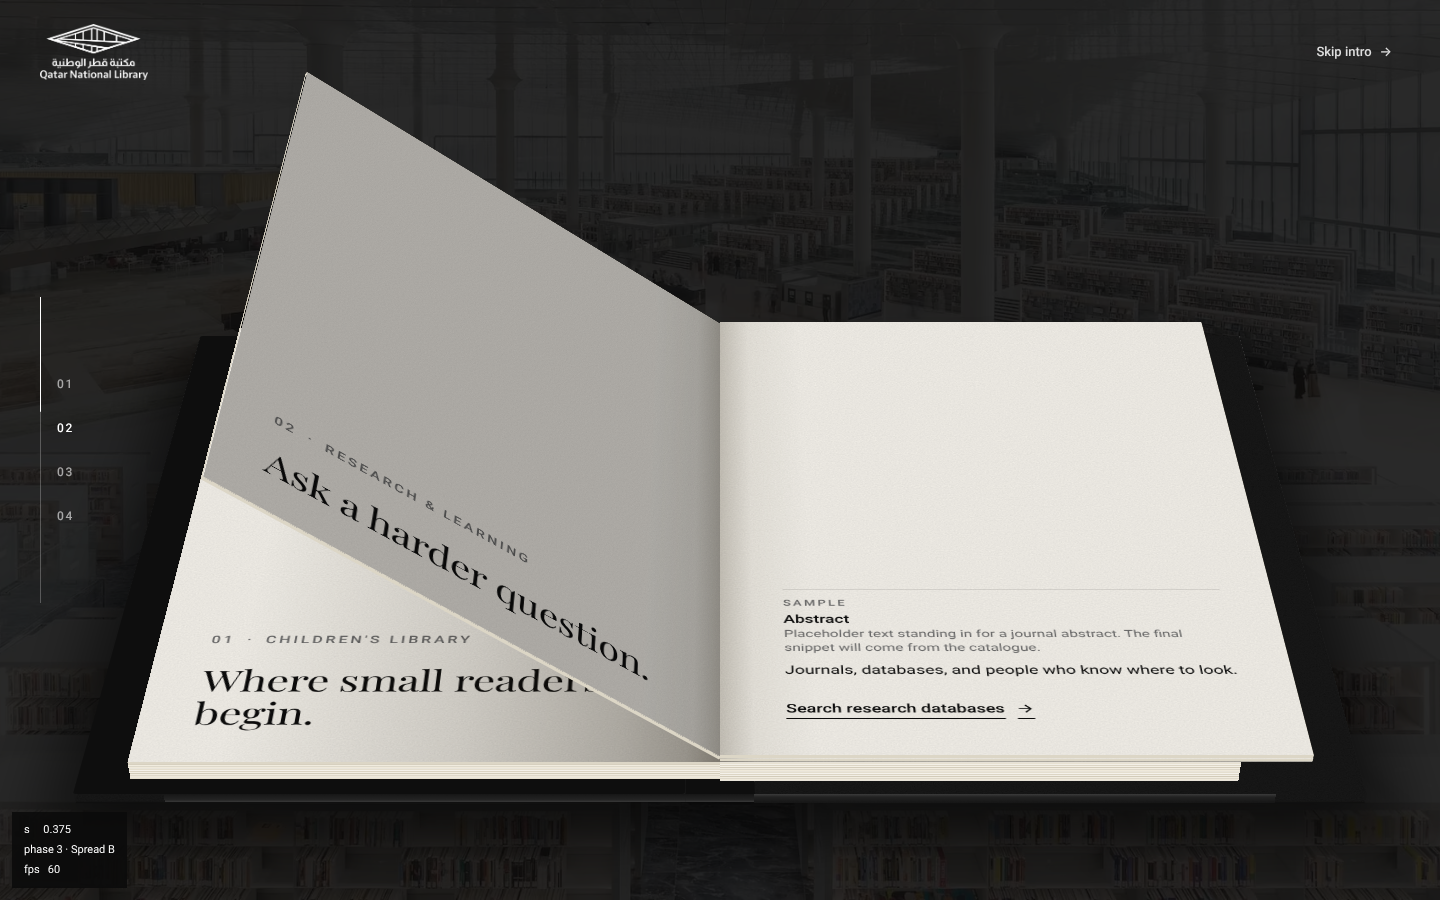 مكتبة قطر الوطنية
Qatar National Library
Skip intro →
01
02
03
04
02 · RESEARCH & LEARNING
Ask a harder question.
01 · CHILDREN'S LIBRARY
Where small readers
begin.
SAMPLE
Abstract
Placeholder text standing in for a journal abstract. The final
snippet will come from the catalogue.
Journals, databases, and people who know where to look.
Search research databases →
s 0.375
phase 3 · Spread B
fps 60